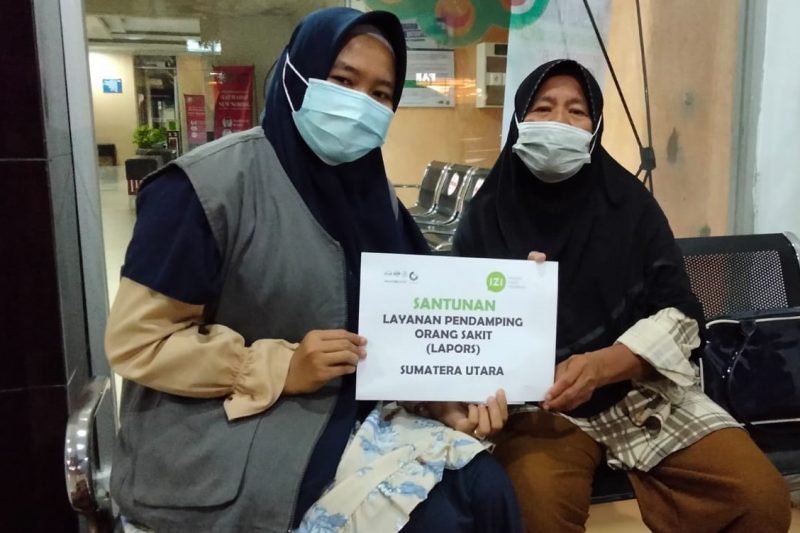 IZI
SANTUNAN
LAYANAN PENDAMPING
ORANG SAKIT
(LAPORS)
SUMATERA UTARA